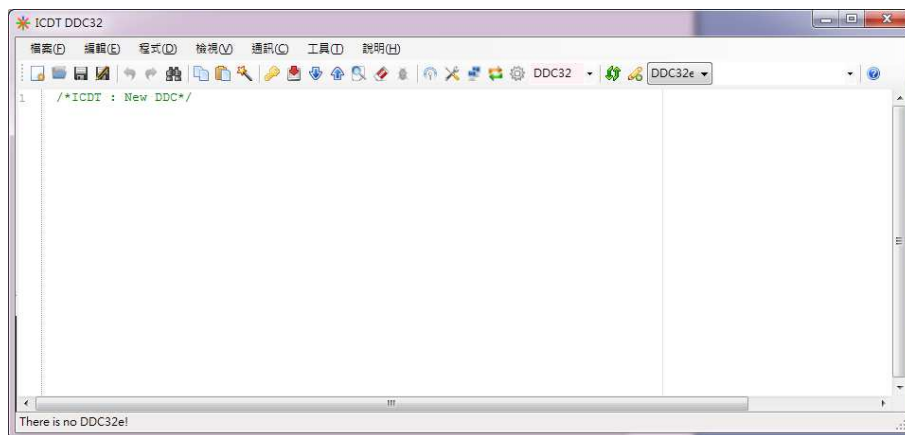 ICDT DDC32
檔案(F) 編輯(E) 程式(D) 檢視(V) 通訊(C) 工具(T) 說明(H)
DDC32 DDC32e
1 /*ICDT : New DDC*/
There is no DDC32e!